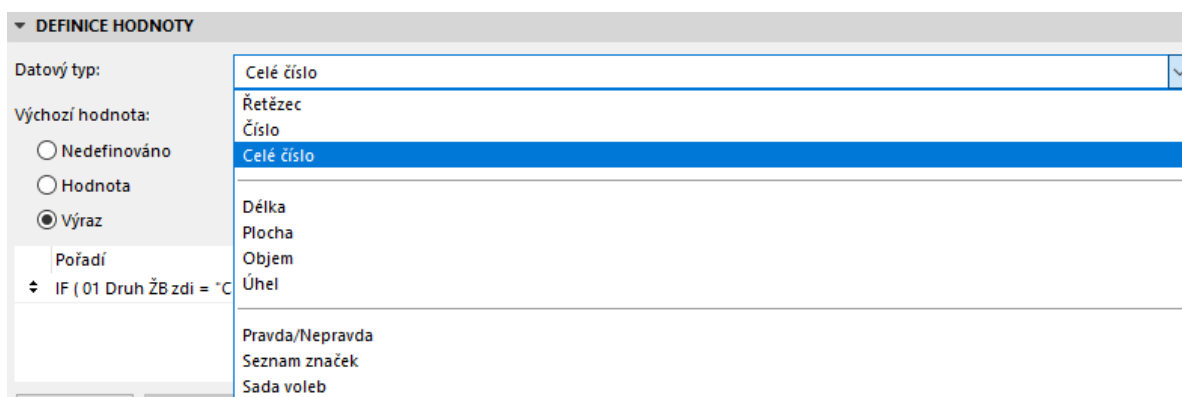 DEFINICE HODNOTY
Datový typ:
Celé číslo
Řetězec
Číslo
Celé číslo
Délka
Plocha
Objem
Úhel
Pravda/Nepravda
Seznam značek
Sada voleb
Výchozí hodnota:
Nedefinováno
Hodnota
Výraz
Pořadí
IF ( 01 Druh ŽB zdi = "C